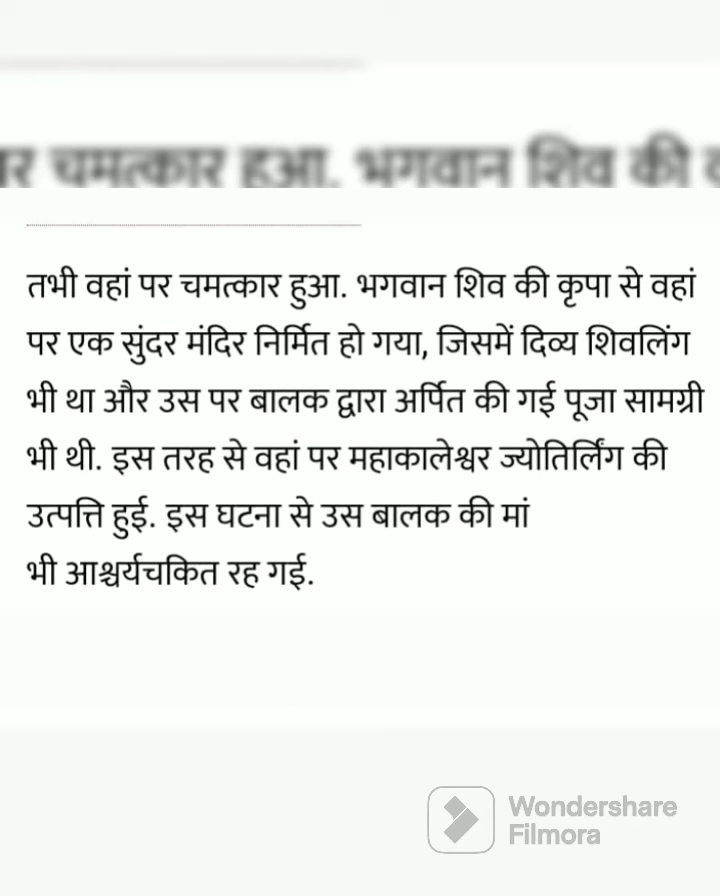 र चमत्कार हुआ. भगवान शिव की
तभी वहां पर चमत्कार हुआ. भगवान शिव की कृपा से वहां
पर एक सुंदर मंदिर निर्मित हो गया, जिसमें दिव्य शिवलिंग
भी था और उस पर बालक द्वारा अर्पित की गई पूजा सामग्री
भी थी. इस तरह से वहां पर महाकालेश्वर ज्योतिर्लिंग की
उत्पत्ति हुई. इस घटना से उस बालक की मां
भी आश्चर्यचकित रह गई.
Wondershare
Filmora